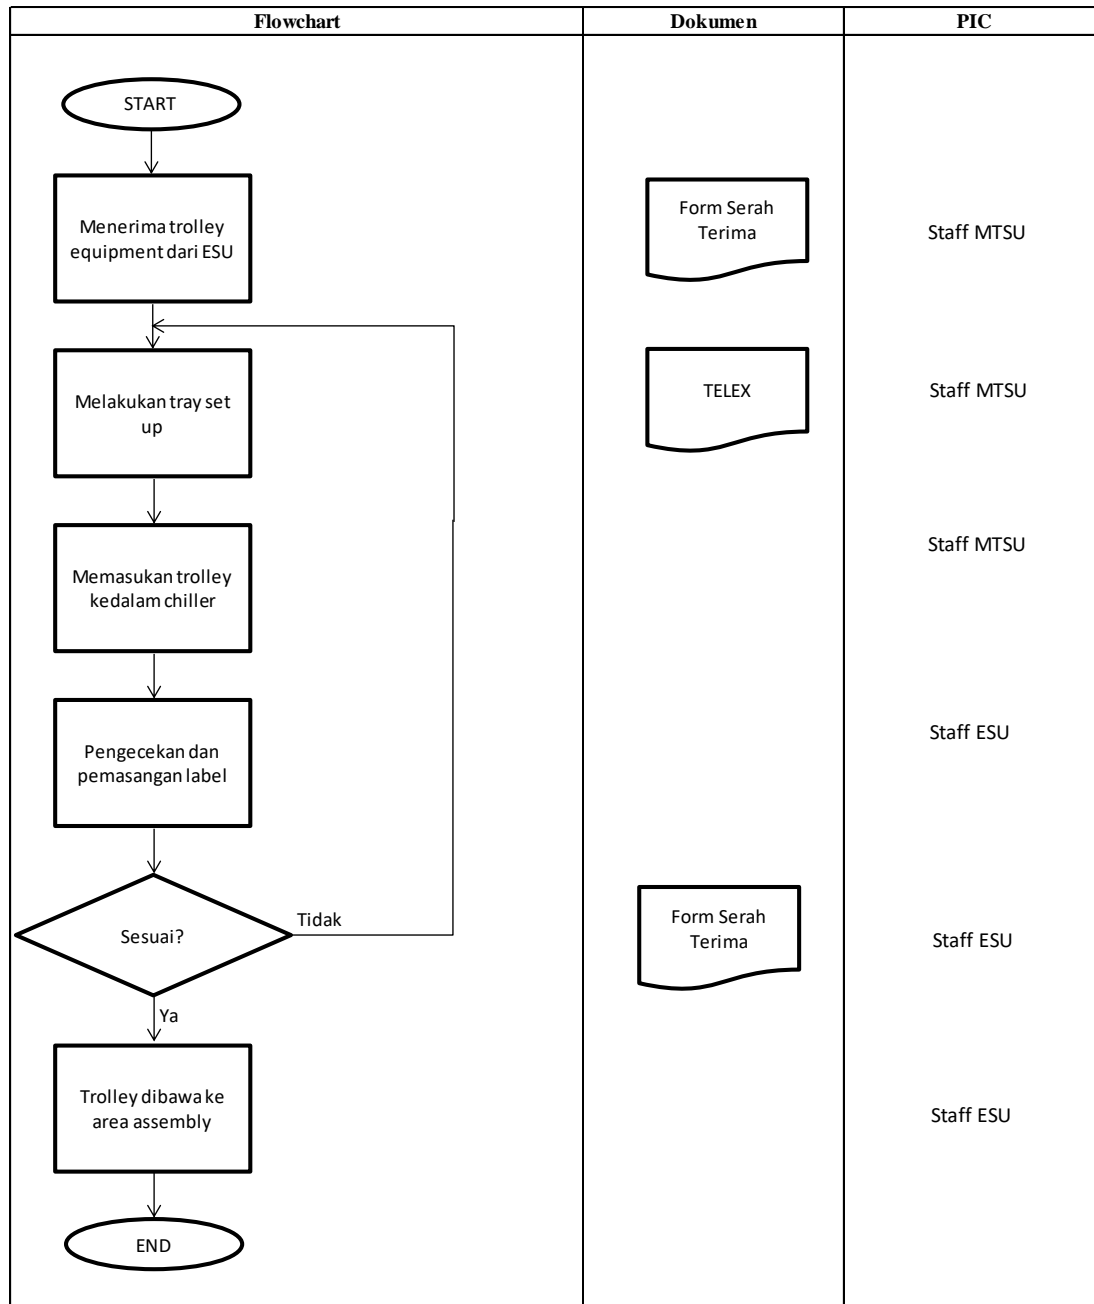 Flowchart
Dokumen
PIC
START
Menerima trolley
equipment dari ESU
Form Serah
Terima
Staff MTSU
Melakukan tray set
up
TELEX
Staff MTSU
Memasukan trolley
kedalam chiller
Staff MTSU
Pengecekan dan
pemasangan label
Staff ESU
Sesuai?
Tidak
Form Serah
Terima
Staff ESU
Ya
Trolley dibawa ke
area assembly
Staff ESU
END